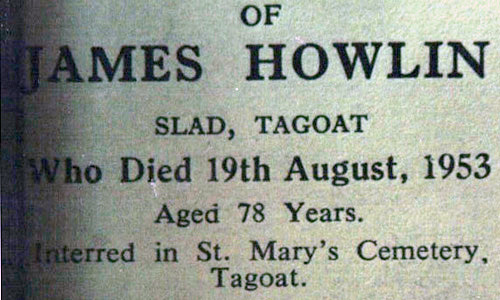 OF
JAMES HOWLIN
SLAD, TAGOAT
Who Died 19th August, 1953
Aged 78 Years.
Interred in St. Mary's Cemetery,
Tagoat.